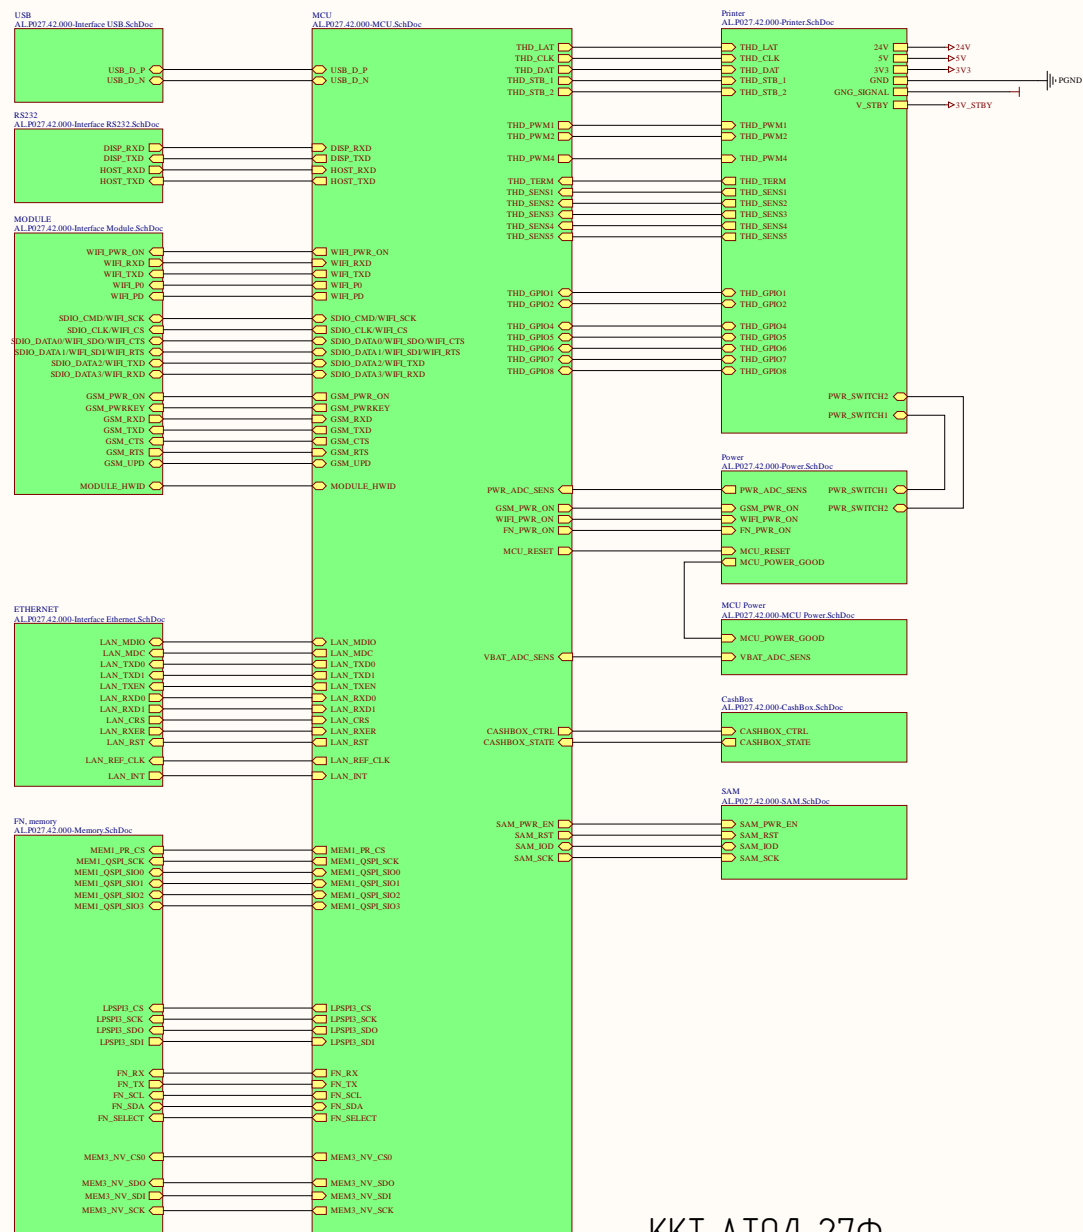 USB
AL.P027.42.000-Interface USB.SchDoc
USB_D_P
USB_D_N
RS232
AL.P027.42.000-Interface RS232.SchDoc
DISP_RXD
DISP_TXD
HOST_RXD
HOST_TXD
MODULE
AL.P027.42.000-Interface Module.SchDoc
WIFI_PWR_ON
WIFI_RXD
WIFI_TXD
WIFI_P0
WIFI_PD
SDIO_CMD/WIFI_SCK
SDIO_CLK/WIFI_CS
SDIO_DATA0/WIFI_SDO/WIFI_CTS
SDIO_DATA1/WIFI_SDI/WIFI_RTS
SDIO_DATA2/WIFI_TXD
SDIO_DATA3/WIFI_RXD
GSM_PWR_ON
GSM_PWRKEY
GSM_RXD
GSM_TXD
GSM_CTS
GSM_RTS
GSM_UPD
MODULE_HWID
ETHERNET
AL.P027.42.000-Interface Ethernet.SchDoc
LAN_MDIO
LAN_MDC
LAN_TXD0
LAN_TXD1
LAN_TXEN
LAN_RXD0
LAN_RXD1
LAN_CRS
LAN_RXER
LAN_RST
LAN_REF_CLK
LAN_INT
FN, memory
AL.P027.42.000-Memory.SchDoc
MEM1_PR_CS
MEM1_QSPI_SCK
MEM1_QSPI_SIO0
MEM1_QSPI_SIO1
MEM1_QSPI_SIO2
MEM1_QSPI_SIO3
LPSPI3_CS
LPSPI3_SCK
LPSPI3_SDO
LPSPI3_SDI
FN_RX
FN_TX
FN_SCL
FN_SDA
FN_SELECT
MEM3_NV_CS0
MEM3_NV_SDO
MEM3_NV_SDI
MEM3_NV_SCK
MCU
AL.P027.42.000-MCU.SchDoc
USB_D_P
USB_D_N
DISP_RXD
DISP_TXD
HOST_RXD
HOST_TXD
WIFI_PWR_ON
WIFI_RXD
WIFI_TXD
WIFI_P0
WIFI_PD
SDIO_CMD/WIFI_SCK
SDIO_CLK/WIFI_CS
SDIO_DATA0/WIFI_SDO/WIFI_CTS
SDIO_DATA1/WIFI_SDI/WIFI_RTS
SDIO_DATA2/WIFI_TXD
SDIO_DATA3/WIFI_RXD
GSM_PWR_ON
GSM_PWRKEY
GSM_RXD
GSM_TXD
GSM_CTS
GSM_RTS
GSM_UPD
MODULE_HWID
LAN_MDIO
LAN_MDC
LAN_TXD0
LAN_TXD1
LAN_TXEN
LAN_RXD0
LAN_RXD1
LAN_CRS
LAN_RXER
LAN_RST
LAN_REF_CLK
LAN_INT
MEM1_PR_CS
MEM1_QSPI_SCK
MEM1_QSPI_SIO0
MEM1_QSPI_SIO1
MEM1_QSPI_SIO2
MEM1_QSPI_SIO3
LPSPI3_CS
LPSPI3_SCK
LPSPI3_SDO
LPSPI3_SDI
FN_RX
FN_TX
FN_SCL
FN_SDA
FN_SELECT
MEM3_NV_CS0
MEM3_NV_SDO
MEM3_NV_SDI
MEM3_NV_SCK
THD_LAT
THD_CLK
THD_DAT
THD_STB_1
THD_STB_2
THD_PWM1
THD_PWM2
THD_PWM4
THD_TERM
THD_SENS1
THD_SENS2
THD_SENS3
THD_SENS4
THD_SENS5
THD_GPIO1
THD_GPIO2
THD_GPIO4
THD_GPIO5
THD_GPIO6
THD_GPIO7
THD_GPIO8
PWR_ADC_SENS
GSM_PWR_ON
WIFI_PWR_ON
FN_PWR_ON
MCU_RESET
VBAT_ADC_SENS
CASHBOX_CTRL
CASHBOX_STATE
SAM_PWR_EN
SAM_RST
SAM_IOD
SAM_SCK
Printer
AL.P027.42.000-Printer.SchDoc
THD_LAT
THD_CLK
THD_DAT
THD_STB_1
THD_STB_2
THD_PWM1
THD_PWM2
THD_PWM4
THD_TERM
THD_SENS1
THD_SENS2
THD_SENS3
THD_SENS4
THD_SENS5
THD_GPIO1
THD_GPIO2
THD_GPIO4
THD_GPIO5
THD_GPIO6
THD_GPIO7
THD_GPIO8
24V
5V
3V3
GND
GNG_SIGNAL
V_STBY
24V
5V
3V3
PGND
3V_STBY
PWR_SWITCH2
PWR_SWITCH1
Power
AL.P027.42.000-Power.SchDoc
PWR_ADC_SENS
GSM_PWR_ON
WIFI_PWR_ON
FN_PWR_ON
MCU_RESET
MCU_POWER_GOOD
PWR_SWITCH1
PWR_SWITCH2
MCU Power
AL.P027.42.000-MCU Power.SchDoc
MCU_POWER_GOOD
VBAT_ADC_SENS
CashBox
AL.P027.42.000-CashBox.SchDoc
CASHBOX_CTRL
CASHBOX_STATE
SAM
AL.P027.42.000-SAM.SchDoc
SAM_PWR_EN
SAM_RST
SAM_IOD
SAM_SCK
ККТ АТОЛ 27Ф